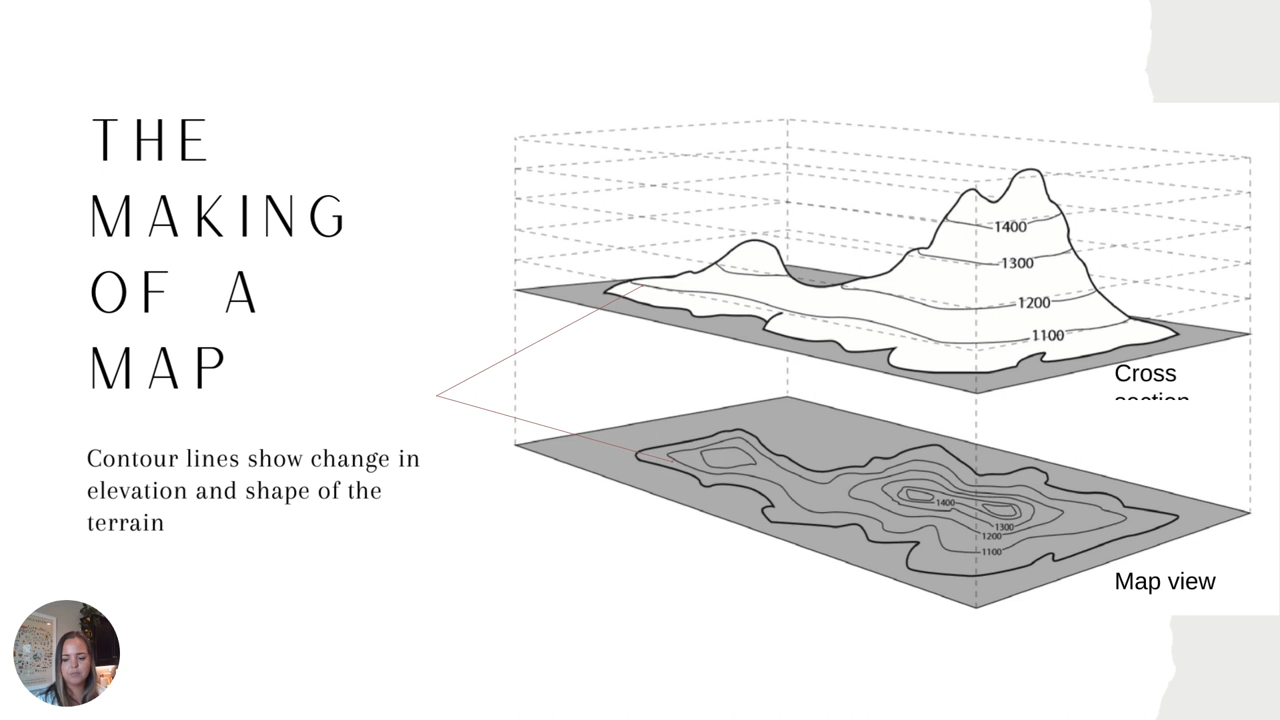 THE
MAKING
OF A
MAP
Contour lines show change in
elevation and shape of the
terrain
1400
1300
1200
1100
Cross
section
1400
1300
1200
1100
Map view